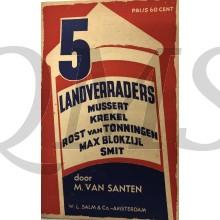 PRIJS 60 CENT
5
LANDVERRADERS
MUSSERT
KREKEL
ROST VAN TONNINGEN
MAX BLOKZIJL
SMIT
door
M. VAN SANTEN
W. L. SALM & Co - AMSTERDAM